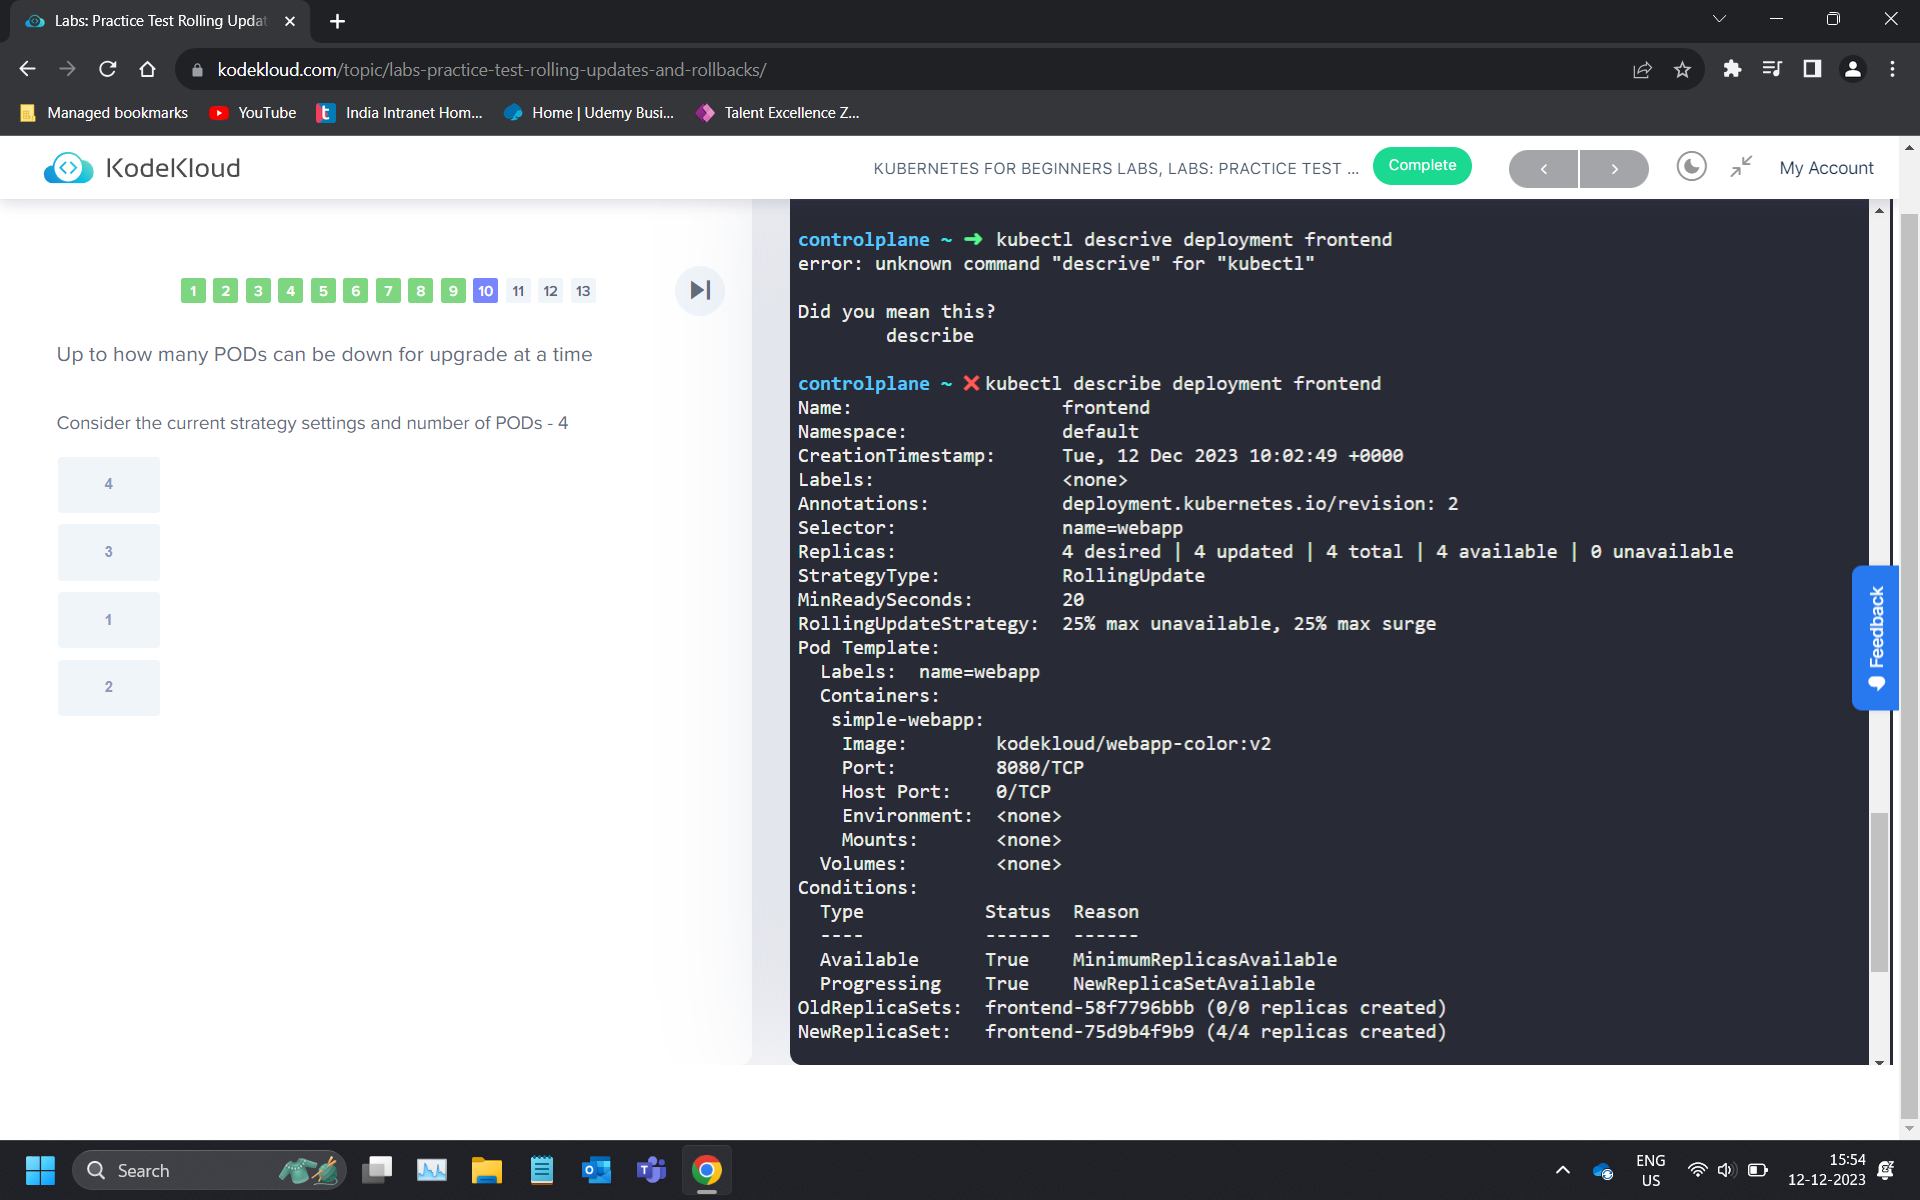 Labs: Practice Test Rolling Updat
kodekloud.com/topic/labs-practice-test-rolling-updates-and-rollbacks/
Managed bookmarks YouTube India Intranet Hom... Home | Udemy Busi... Talent Excellence Z...
KodeKloud
KUBERNETES FOR BEGINNERS LABS, LABS: PRACTICE TEST ... Complete < > My Account
1 2 3 4 5 6 7 8 9 10 11 12 13
Up to how many PODs can be down for upgrade at a time
Consider the current strategy settings and number of PODs - 4
4
3
1
2
controlplane ~ ➜ kubectl descrive deployment frontend
error: unknown command "descrive" for "kubectl"
Did you mean this?
describe
controlplane ~ ✖ kubectl describe deployment frontend
Name: frontend
Namespace: default
CreationTimestamp: Tue, 12 Dec 2023 10:02:49 +0000
Labels: <none>
Annotations: deployment.kubernetes.io/revision: 2
Selector: name=webapp
Replicas: 4 desired | 4 updated | 4 total | 4 available | 0 unavailable
StrategyType: RollingUpdate
MinReadySeconds: 20
RollingUpdateStrategy: 25% max unavailable, 25% max surge
Pod Template:
Labels: name=webapp
Containers:
simple-webapp:
Image: kodekloud/webapp-color:v2
Port: 8080/TCP
Host Port: 0/TCP
Environment: <none>
Mounts: <none>
Volumes: <none>
Conditions:
Type Status Reason
---- ------ ------
Available True MinimumReplicasAvailable
Progressing True NewReplicaSetAvailable
OldReplicaSets: frontend-58f7796bbb (0/0 replicas created)
NewReplicaSet: frontend-75d9b4f9b9 (4/4 replicas created)
Feedback
Search
ENG
US
15:54
12-12-2023